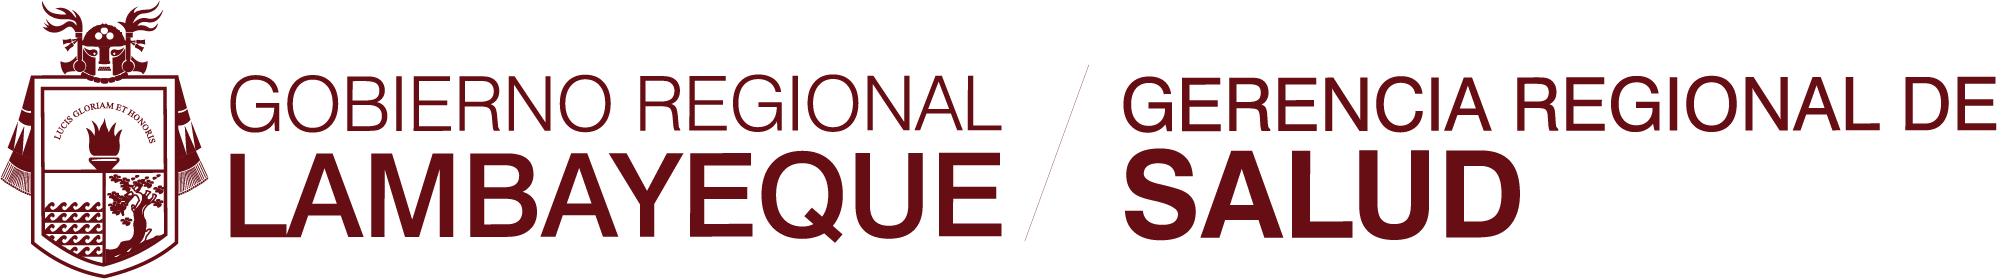 LUCIS GLORIAM ET HONORIS
GOBIERNO REGIONAL
LAMBAYEQUE
GERENCIA REGIONAL DE
SALUD